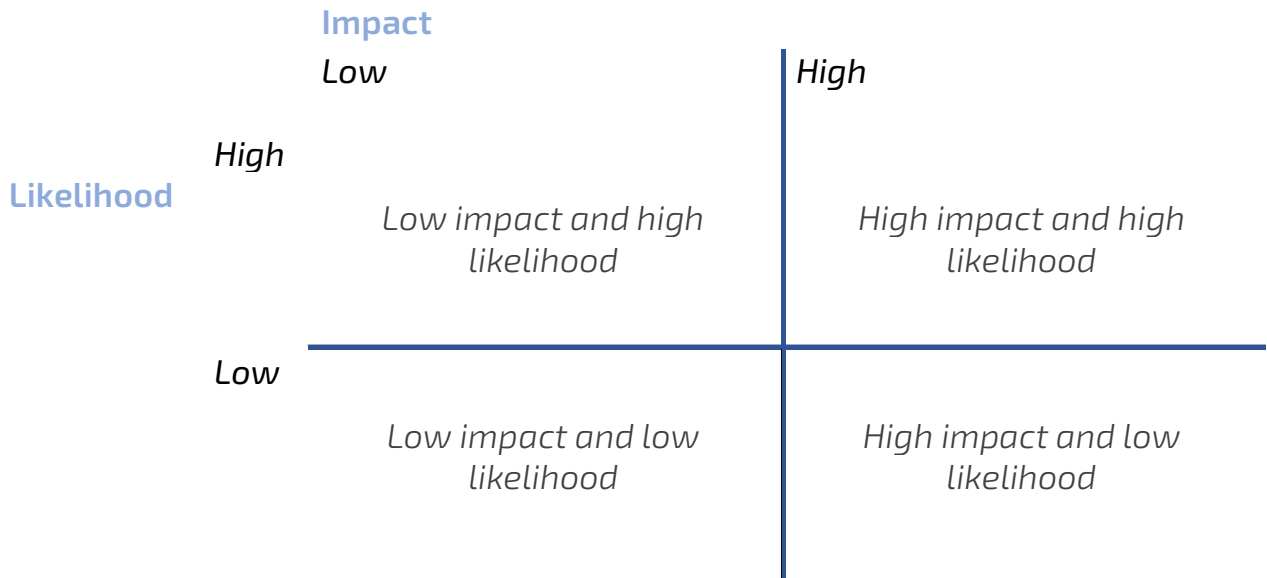 Impact
Low
High
High
Likelihood
Low impact and high
likelihood
High impact and high
likelihood
Low
Low impact and low
likelihood
High impact and low
likelihood